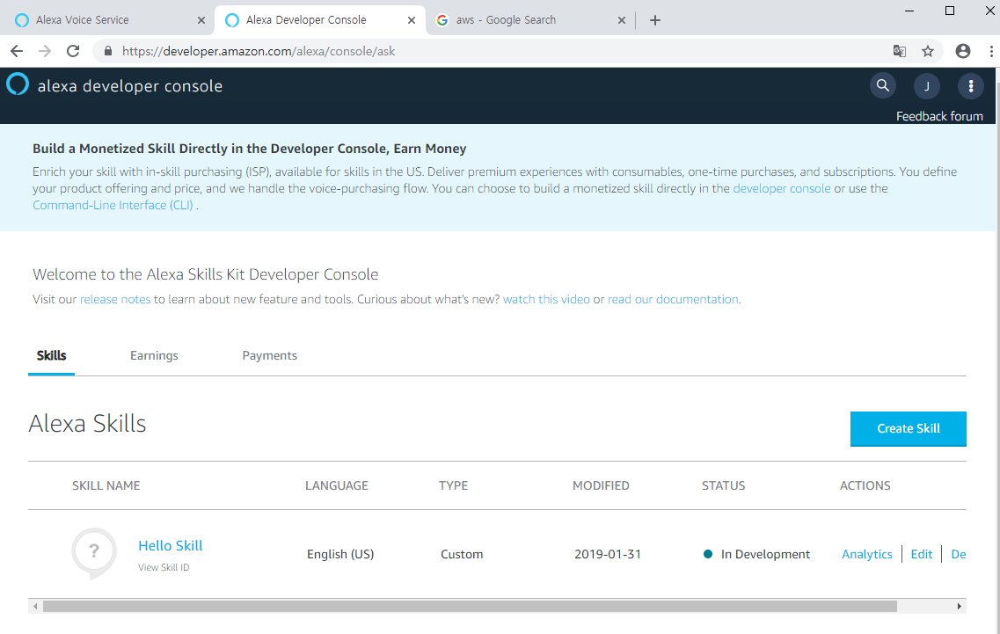 Alexa Voice Service
Alexa Developer Console
aws - Google Search
https://developer.amazon.com/alexa/console/ask
alexa developer console
J
Feedback forum
Build a Monetized Skill Directly in the Developer Console, Earn Money
Enrich your skill with in-skill purchasing (ISP), available for skills in the US. Deliver premium experiences with consumables, one-time purchases, and subscriptions. You define
your product offering and price, and we handle the voice-purchasing flow. You can choose to build a monetized skill directly in the developer console or use the
Command-Line Interface (CLI) .
Welcome to the Alexa Skills Kit Developer Console
Visit our release notes to learn about new feature and tools. Curious about what's new? watch this video or read our documentation.
Skills Earnings Payments
Alexa Skills
Create Skill
SKILL NAME LANGUAGE TYPE MODIFIED STATUS ACTIONS
? Hello Skill English (US) Custom 2019-01-31 In Development Analytics | Edit | De
View Skill ID